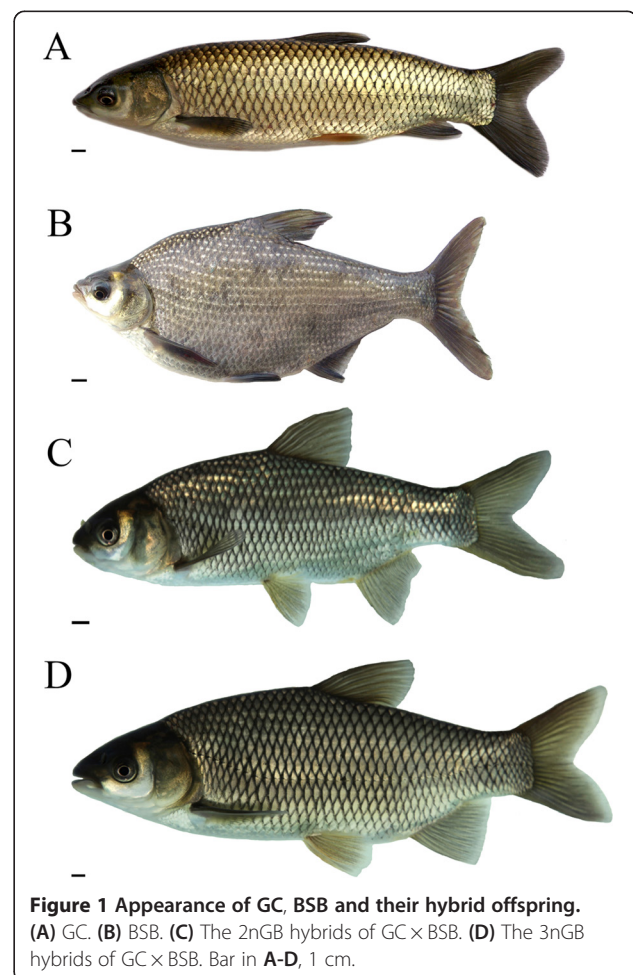 A
B
C
D
Figure 1 Appearance of GC, BSB and their hybrid offspring.
(A) GC. (B) BSB. (C) The 2nGB hybrids of GC × BSB. (D) The 3nGB
hybrids of GC × BSB. Bar in A-D, 1 cm.